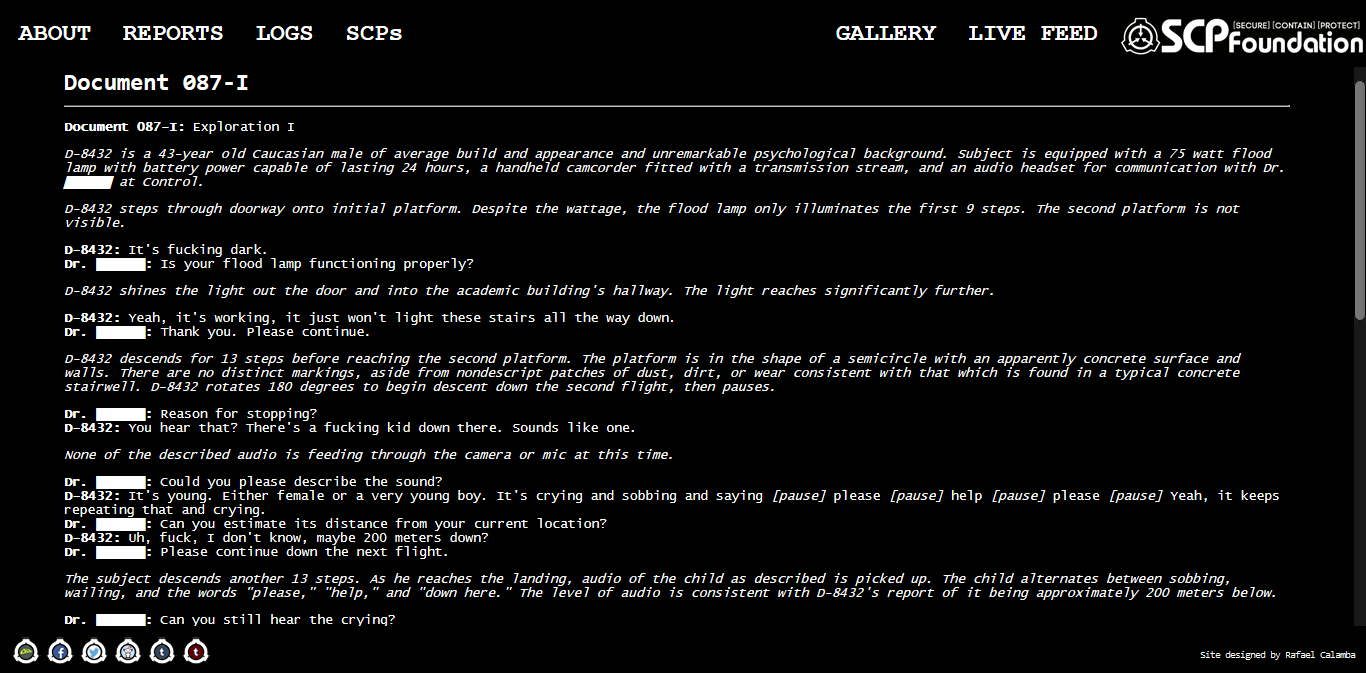 ABOUT REPORTS LOGS SCPs GALLERY LIVE FEED SCP Foundation [SECURE] [CONTAIN] [PROTECT]
Document 087-I
Document 087-I: Exploration I
D-8432 is a 43-year old Caucasian male of average build and appearance and unremarkable psychological background. Subject is equipped with a 75 watt flood
lamp with battery power capable of lasting 24 hours, a handheld camcorder fitted with a transmission stream, and an audio headset for communication with Dr.
at Control.
D-8432 steps through doorway onto initial platform. Despite the wattage, the flood lamp only illuminates the first 9 steps. The second platform is not
visible.
D-8432: It's fucking dark.
Dr. : Is your flood lamp functioning properly?
D-8432 shines the light out the door and into the academic building's hallway. The light reaches significantly further.
D-8432: Yeah, it's working, it just won't light these stairs all the way down.
Dr. : Thank you. Please continue.
D-8432 descends for 13 steps before reaching the second platform. The platform is in the shape of a semicircle with an apparently concrete surface and
walls. There are no distinct markings, aside from nondescript patches of dust, dirt, or wear consistent with that which is found in a typical concrete
stairwell. D-8432 rotates 180 degrees to begin descent down the second flight, then pauses.
Dr. : Reason for stopping?
D-8432: You hear that? There's a fucking kid down there. Sounds like one.
None of the described audio is feeding through the camera or mic at this time.
Dr. : Could you please describe the sound?
D-8432: It's young. Either female or a very young boy. It's crying and sobbing and saying [pause] please [pause] help [pause] please [pause] Yeah, it keeps
repeating that and crying.
Dr. : Can you estimate its distance from your current location?
D-8432: Uh, fuck, I don't know, maybe 200 meters down?
Dr. : Please continue down the next flight.
The subject descends another 13 steps. As he reaches the landing, audio of the child as described is picked up. The child alternates between sobbing,
wailing, and the words "please," "help," and "down here." The level of audio is consistent with D-8432's report of it being approximately 200 meters below.
Dr. : Can you still hear the crying?
Site designed by Rafael Calamba